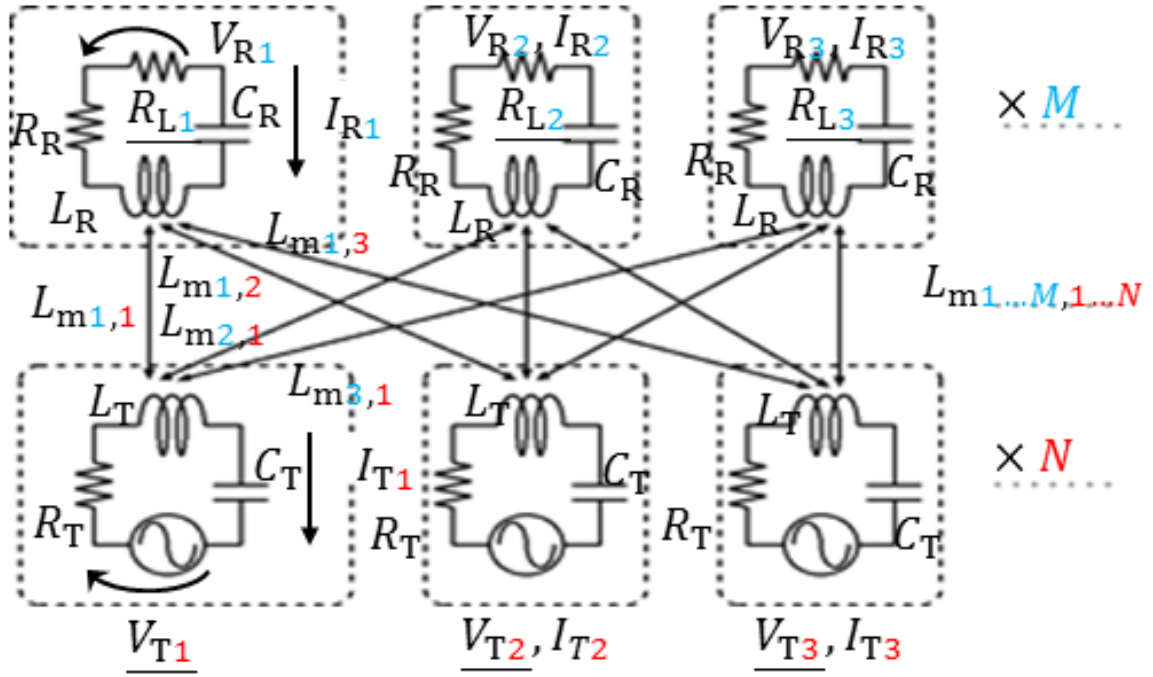 V_R1
R_R
R_L1
C_R
I_R1
L_R
V_R2, I_R2
R_L2
R_R
C_R
L_R
V_R3, I_R3
R_L3
R_R
C_R
L_R
× M
L_m1,3
L_m1,2
L_m1,1
L_m2,1
L_m3,1
L_m1...M,1...N
L_T
C_T
I_T1
R_T
V_T1
L_T
C_T
R_T
V_T2, I_T2
L_T
C_T
R_T
V_T3, I_T3
× N